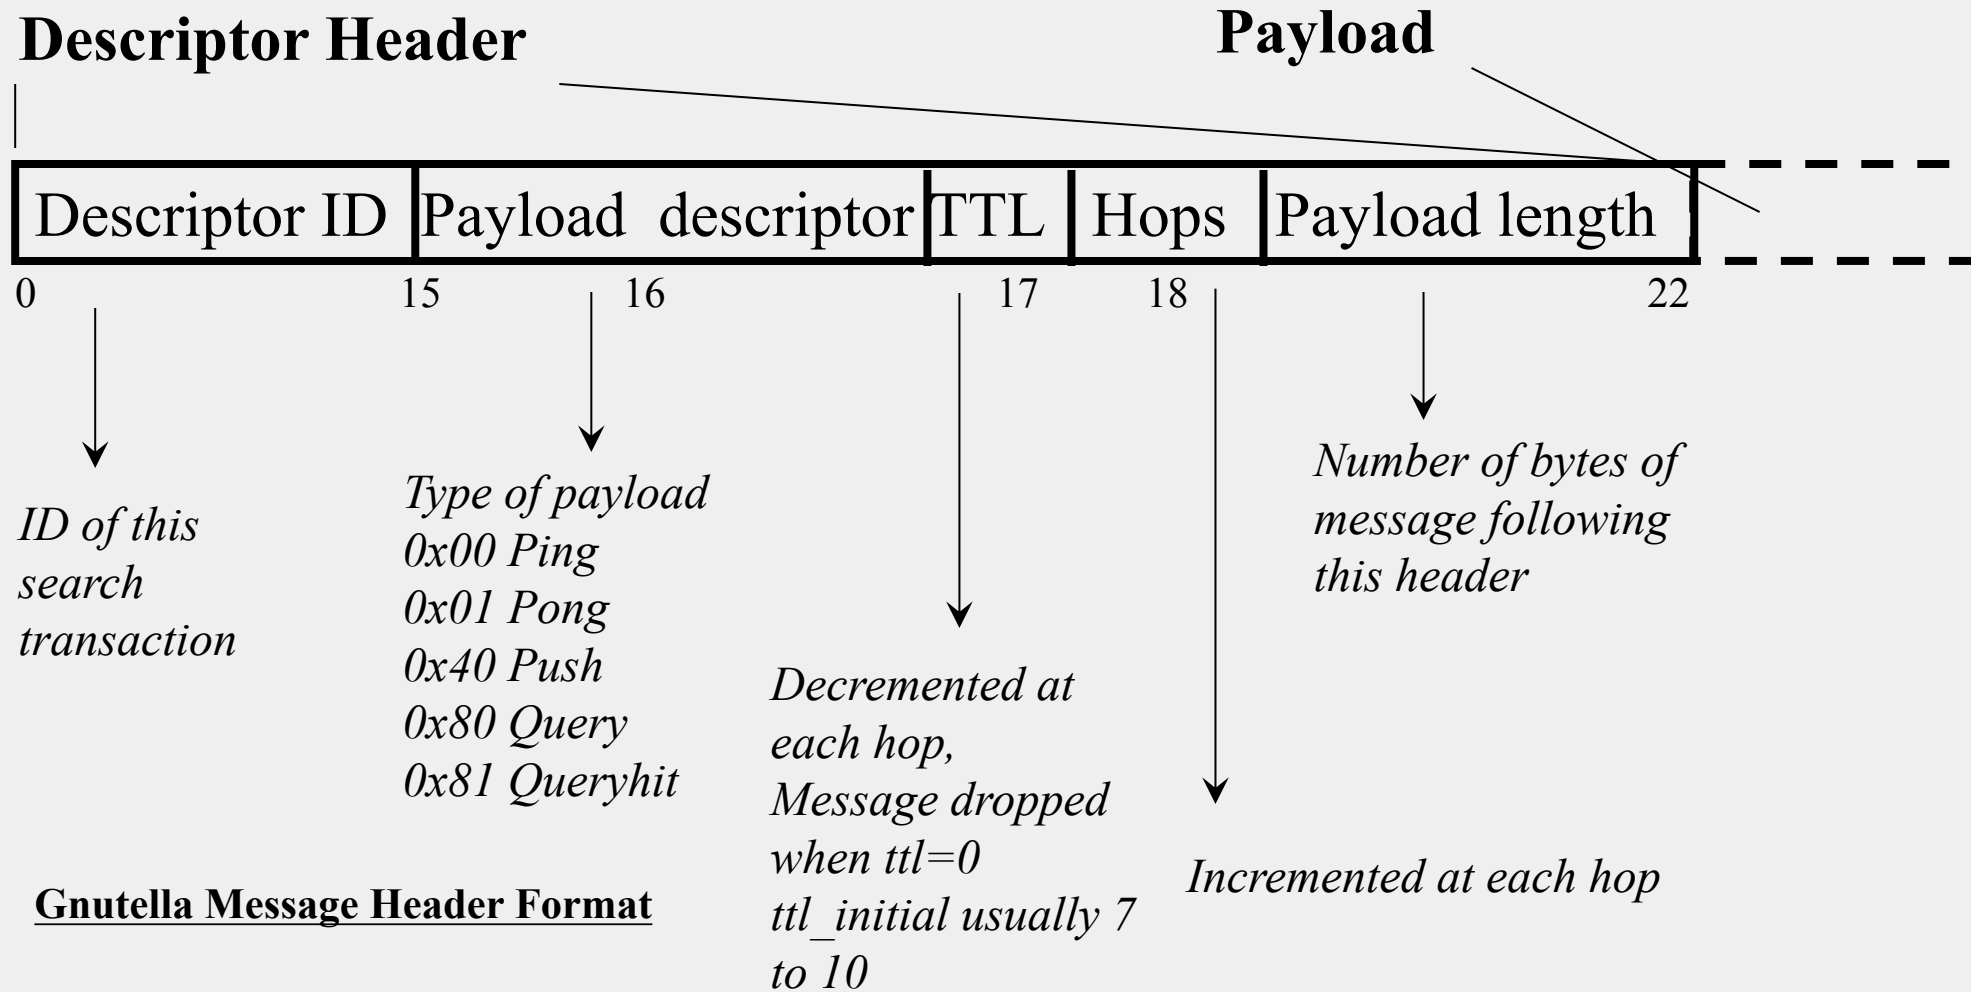 Descriptor Header
Payload
Descriptor ID Payload descriptor TTL Hops Payload length
0 15 16 17 18 22
ID of this
search
transaction
Type of payload
0x00 Ping
0x01 Pong
0x40 Push
0x80 Query
0x81 Queryhit
Decremented at
each hop,
Message dropped
when ttl=0
ttl_initial usually 7
to 10
Incremented at each hop
Number of bytes of
message following
this header
Gnutella Message Header Format